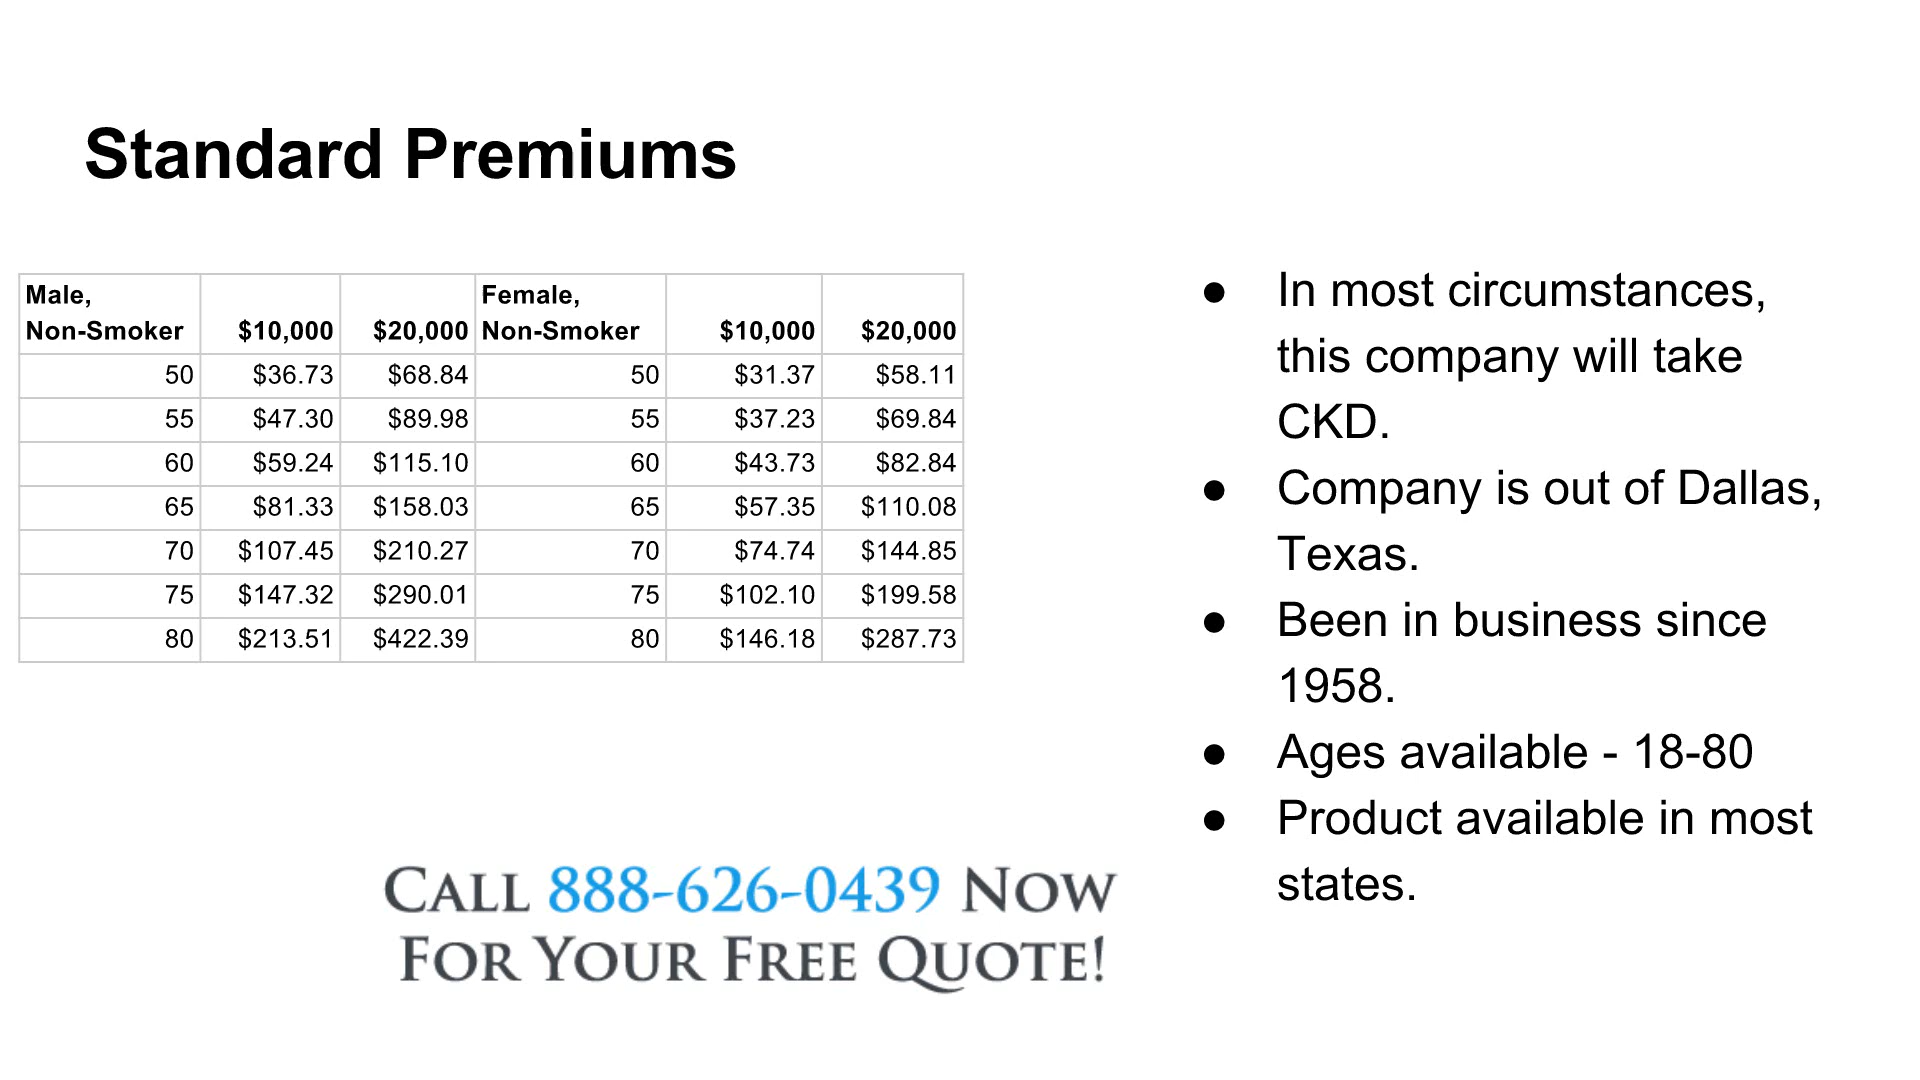 Standard Premiums
Male,
Non-Smoker $10,000 $20,000 Female,
Non-Smoker $10,000 $20,000
50 $36.73 $68.84 50 $31.37 $58.11
55 $47.30 $89.98 55 $37.23 $69.84
60 $59.24 $115.10 60 $43.73 $82.84
65 $81.33 $158.03 65 $57.35 $110.08
70 $107.45 $210.27 70 $74.74 $144.85
75 $147.32 $290.01 75 $102.10 $199.58
80 $213.51 $422.39 80 $146.18 $287.73
● In most circumstances,
this company will take
CKD.
● Company is out of Dallas,
Texas.
● Been in business since
1958.
● Ages available - 18-80
● Product available in most
states.
CALL 888-626-0439 NOW
FOR YOUR FREE QUOTE!